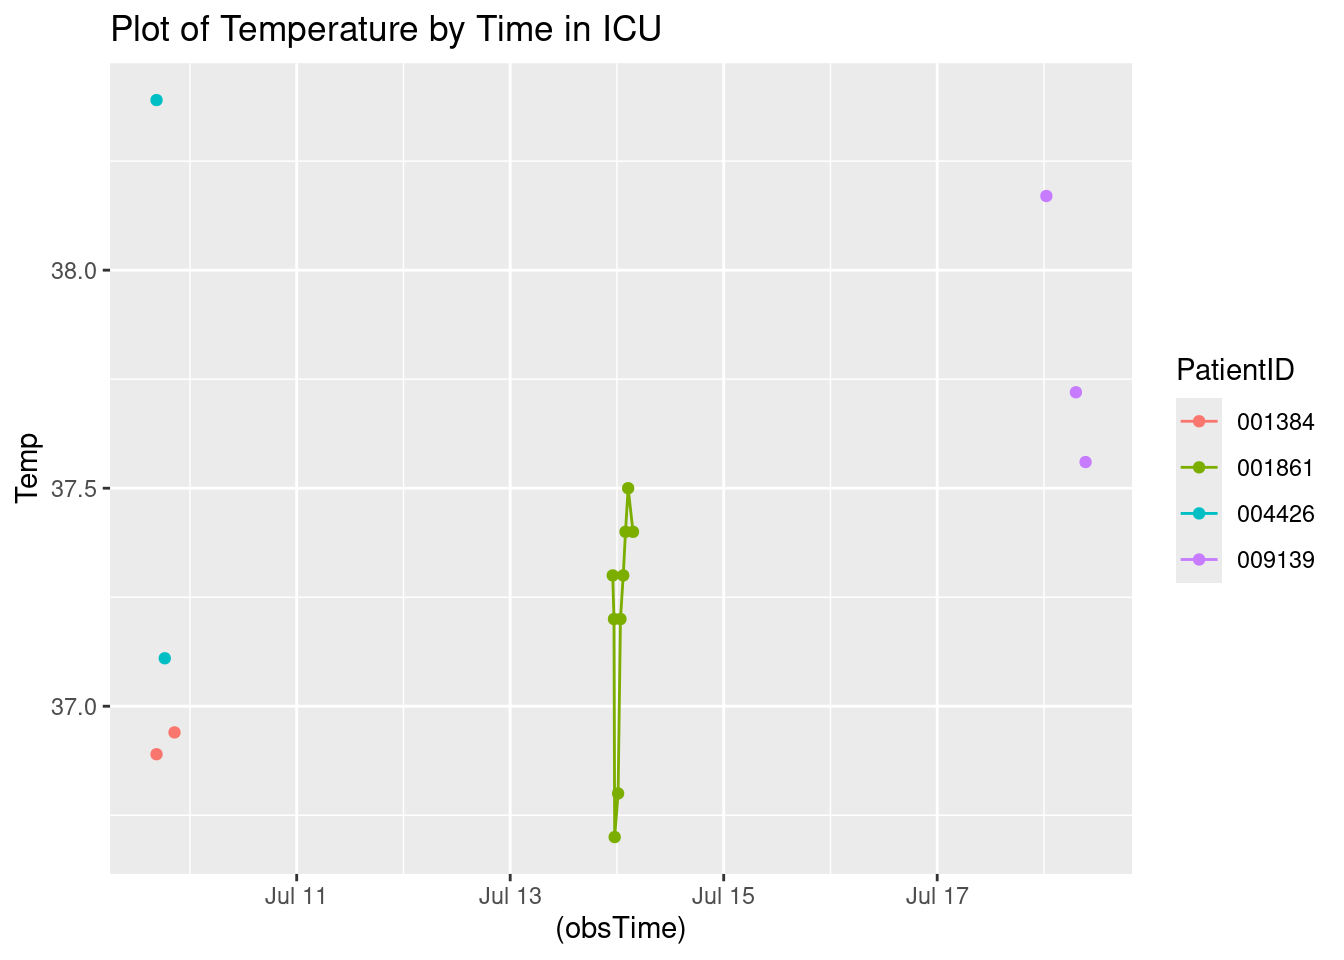 Plot of Temperature by Time in ICU
38.0
37.5
37.0
Temp
Jul 11
Jul 13
Jul 15
Jul 17
(obsTime)
PatientID
001384
001861
004426
009139